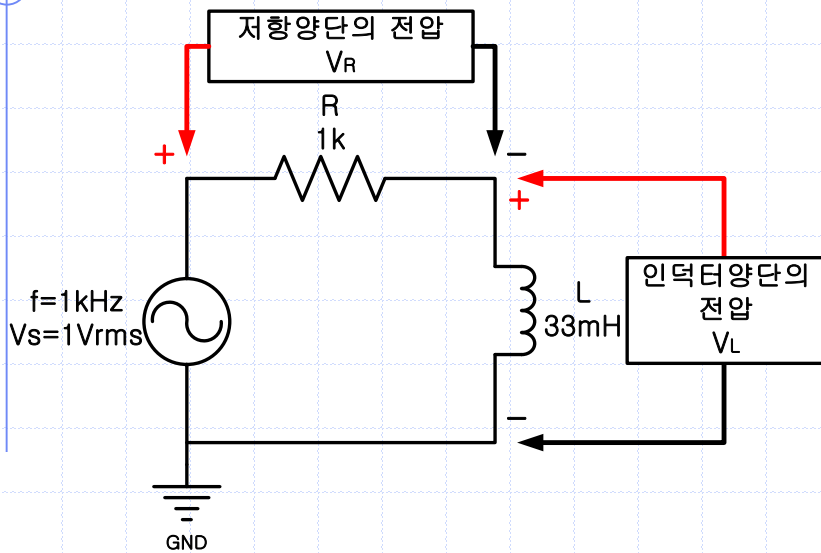 저항양단의 전압
VR
R
1k
+
−
+
f=1kHz
Vs=1Vrms
L
33mH
인덕터양단의
전압
VL
−
GND